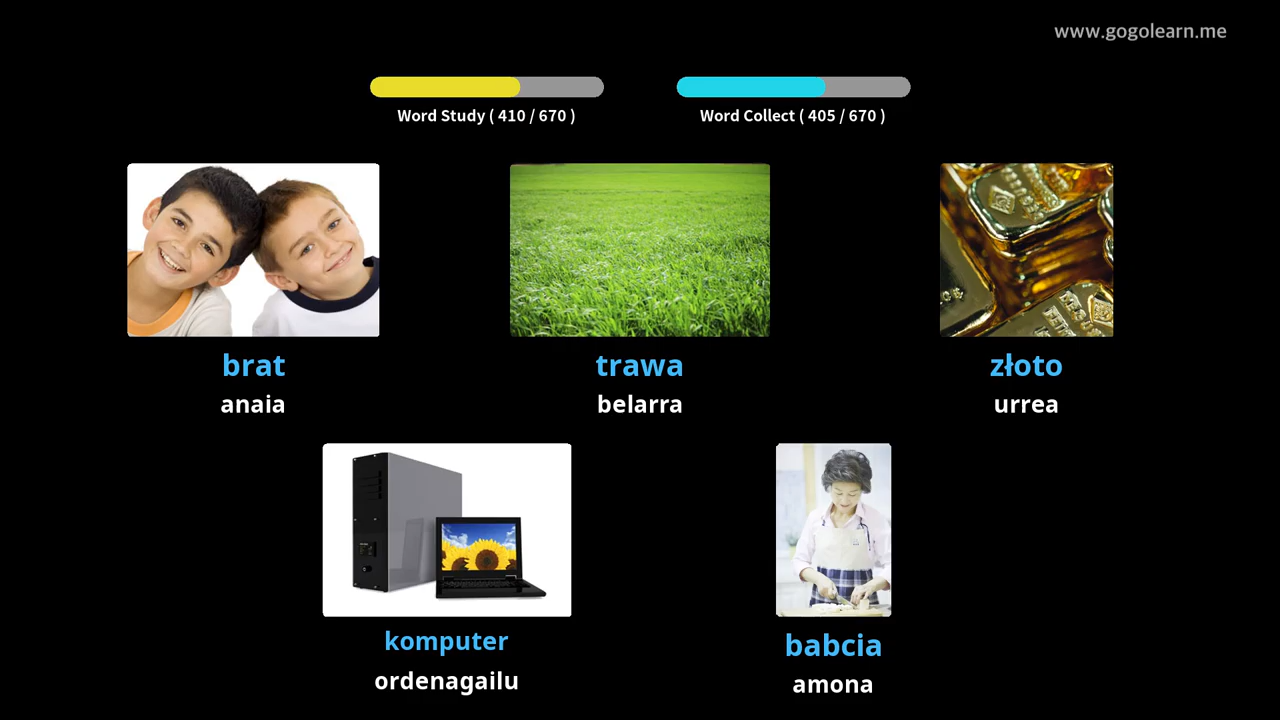 www.gogolearn.me
Word Study ( 410 / 670 )
Word Collect ( 405 / 670 )
brat
anaia
trawa
belarra
złoto
urrea
komputer
ordenagailu
babcia
amona